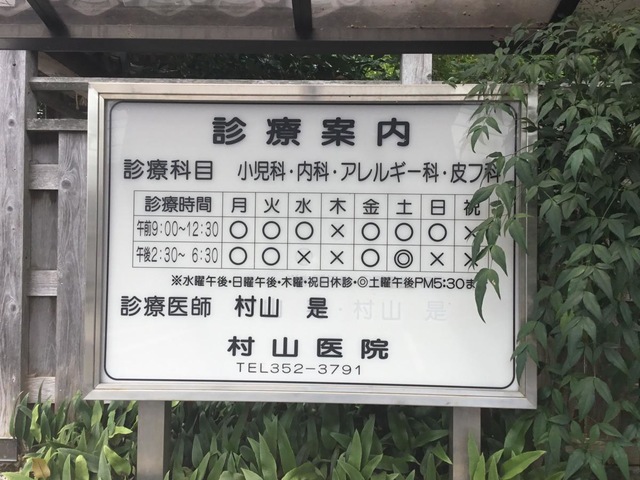 診療案内
診療科目 小児科・内科・アレルギー科・皮フ科
診療時間 月 火 水 木 金 土 日 祝
午前9:00~12:30 ○ ○ ○ × ○ ○ ○ ×
午後2:30~ 6:30 ○ ○ × × ○ ◎ × ×
※水曜午後・日曜午後・木曜・祝日休診・◎土曜午後PM5:30ま
診療医師 村山 是・村山 是
村山医院
TEL352-3791